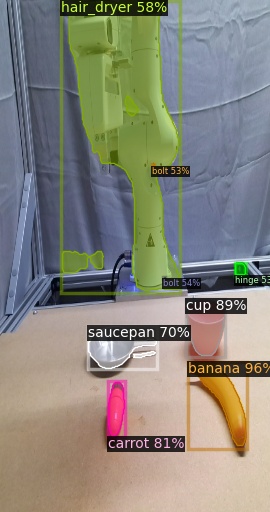 hair_dryer 58%
bolt 53%
hinge 53
bolt 54%
cup 89%
saucepan 70%
banana 96%
carrot 81%